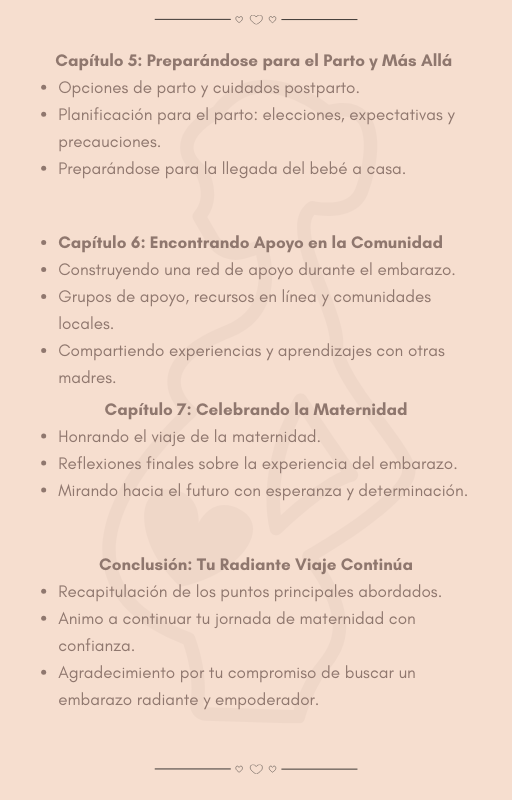 Capítulo 5: Preparándose para el Parto y Más Allá
• Opciones de parto y cuidados postparto.
• Planificación para el parto: elecciones, expectativas y
precauciones.
• Preparándose para la llegada del bebé a casa.
• Capítulo 6: Encontrando Apoyo en la Comunidad
• Construyendo una red de apoyo durante el embarazo.
• Grupos de apoyo, recursos en línea y comunidades
locales.
• Compartiendo experiencias y aprendizajes con otras
madres.
Capítulo 7: Celebrando la Maternidad
• Honrando el viaje de la maternidad.
• Reflexiones finales sobre la experiencia del embarazo.
• Mirando hacia el futuro con esperanza y determinación.
Conclusión: Tu Radiante Viaje Continúa
• Recapitulación de los puntos principales abordados.
• Animo a continuar tu jornada de maternidad con
confianza.
• Agradecimiento por tu compromiso de buscar un
embarazo radiante y empoderador.